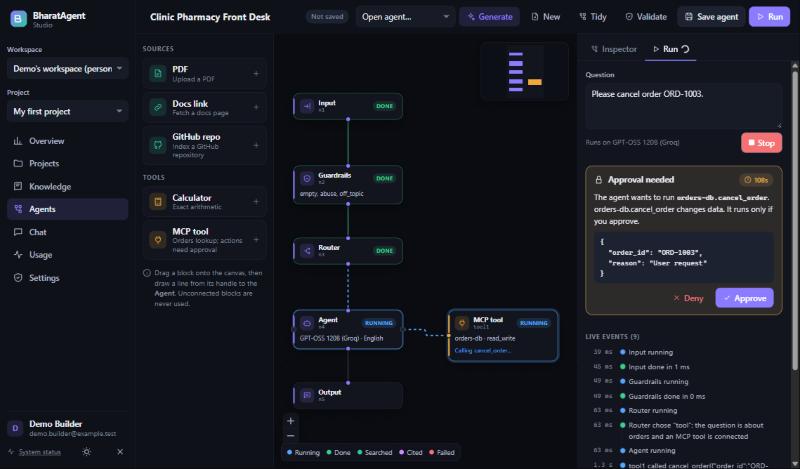 BharatAgent
Studio
Workspace
Demo's workspace (person
Project
My first project
Overview
Projects
Knowledge
Agents
Chat
Usage
Settings
D
Demo Builder
demo.builder@example.test
System status
Clinic Pharmacy Front Desk
Not saved
Open agent...
Generate
New
Tidy
Validate
Save agent
Run
SOURCES
PDF
Upload a PDF
Docs link
Fetch a docs page
GitHub repo
Index a GitHub
repository
TOOLS
Calculator
Exact arithmetic
MCP tool
Orders lookup; actions
need approval
Drag a block onto the canvas, then
draw a line from its handle to the
Agent. Unconnected blocks are
never used.
Input
DONE
Guardrails
DONE
empty, abuse, off_topic
Router
DONE
Agent
RUNNING
GPT-OSS 120B (Groq) · English
MCP tool
tool1
RUNNING
orders-db · read_write
Calling cancel_order...
Output
Running
Done
Searched
Cited
Failed
Inspector
Run
Question
Please cancel order ORD-1003.
Runs on GPT-OSS 120B (Groq)
Stop
Approval needed
108s
The agent wants to run orders-db.cancel_order.
orders-db.cancel_order changes data. It runs only if
you approve.
{
"order_id": "ORD-1003",
"reason": "User request"
}
Deny
Approve
LIVE EVENTS (9)
39 ms Input running
45 ms Input done in 1 ms
49 ms Guardrails running
49 ms Guardrails done in 0 ms
63 ms Router running
63 ms Router chose "tool": the question is about
orders and an MCP tool is connected
63 ms Agent running
1.3 s tool1 called cancel_order({"order_id":"ORD-